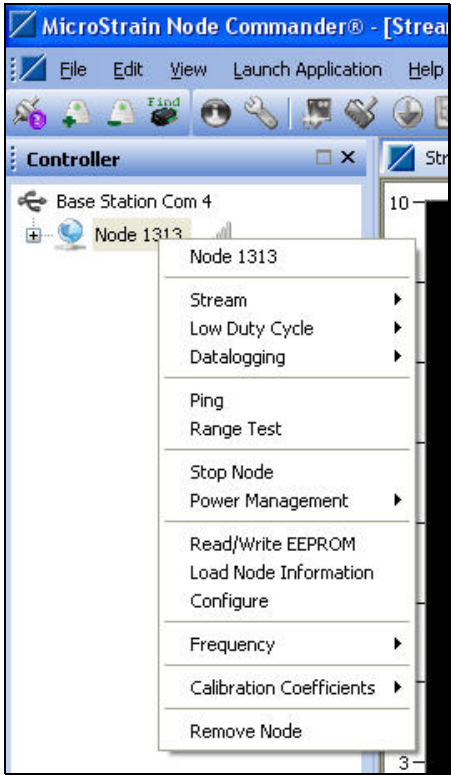 MicroStrain Node Commander® - [Strea
File Edit View Launch Application Help
Find
Controller
Str
Base Station Com 4
10
Node 1313
Node 1313
Stream
Low Duty Cycle
Datalogging
Ping
Range Test
Stop Node
Power Management
Read/Write EEPROM
Load Node Information
Configure
Frequency
Calibration Coefficients
Remove Node
3